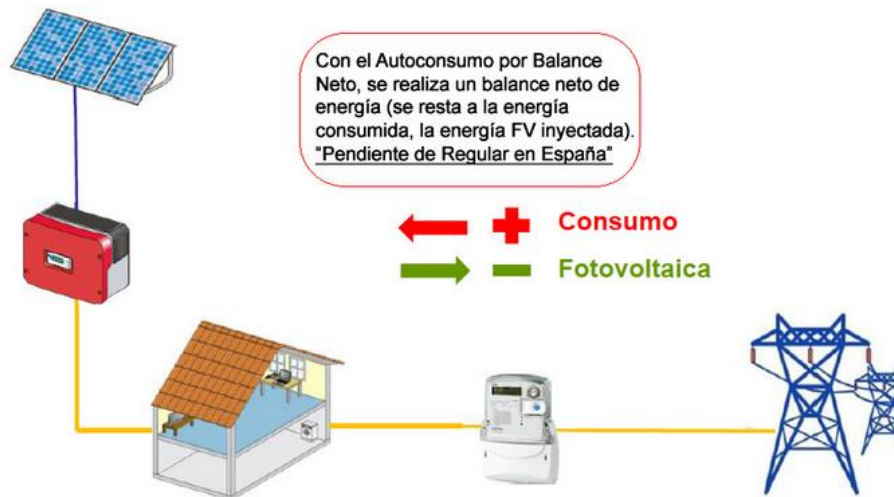 Con el Autoconsumo por Balance
Neto, se realiza un balance neto de
energía (se resta a la energía
consumida, la energía FV inyectada).
"Pendiente de Regular en España"
Consumo
Fotovoltaica